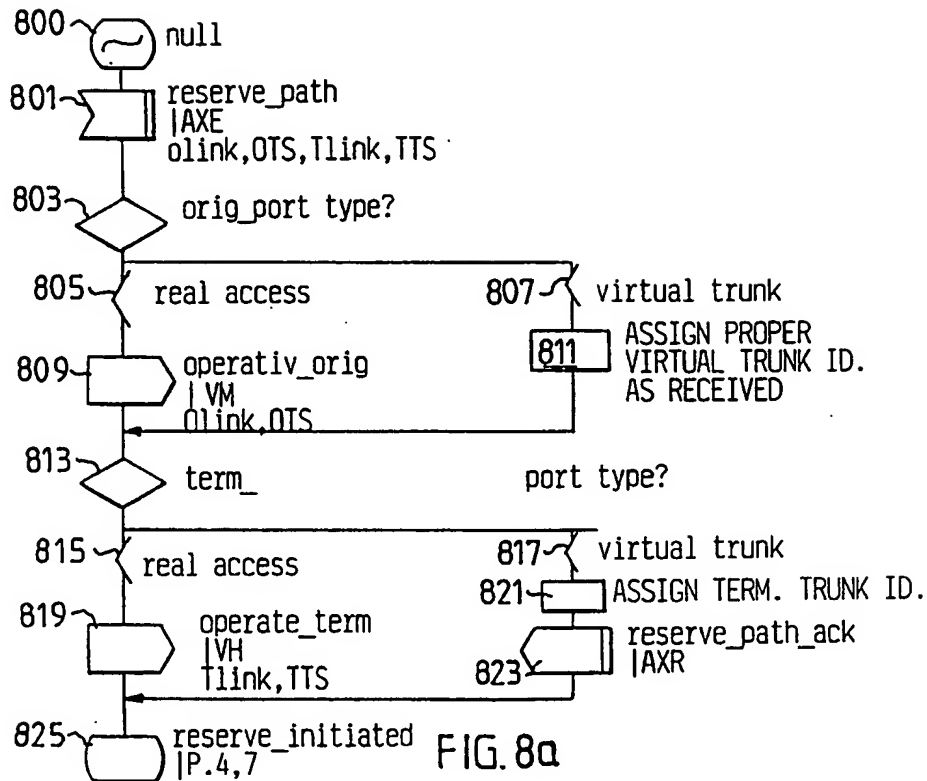 800 null
801 reserve_path
|AXE
olink,OTS,Tlink,TTS
803 orig_port type?
805 real access
807 virtual trunk
811 ASSIGN PROPER
VIRTUAL TRUNK ID.
AS RECEIVED
809 operativ_orig
|VM
Olink,OTS
813 term_ port type?
815 real access
817 virtual trunk
821 ASSIGN TERM. TRUNK ID.
819 operate_term
|VH
Tlink,TTS
823 reserve_path_ack
|AXR
825 reserve_initiated
|P.4,7
FIG. 8a